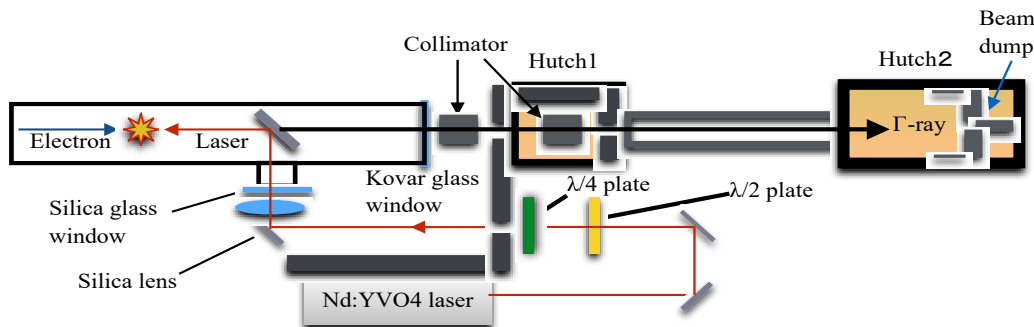 Beam
dump
Collimator
Hutch1
Hutch2
Electron
Laser
Γ-ray
Kovar glass
window
λ/4 plate
λ/2 plate
Silica glass
window
Silica lens
Nd:YVO4 laser